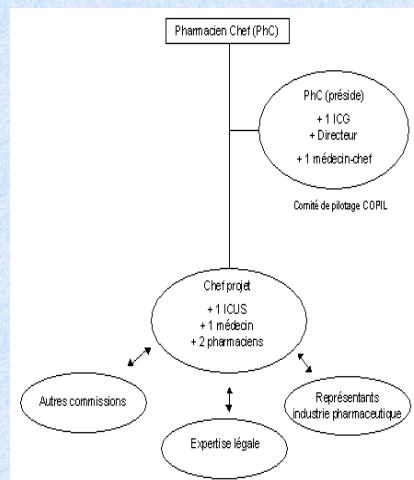 Pharmacien Chef (PhC)
PhC (préside)
+ 1 ICG
+ Directeur
+ 1 médecin-chef
Comité de pilotage COPIL
Chef projet
+ 1 ICUS
+ 1 médecin
+ 2 pharmaciens
Autres commissions
Expertise légale
Représentants
industrie pharmaceutique